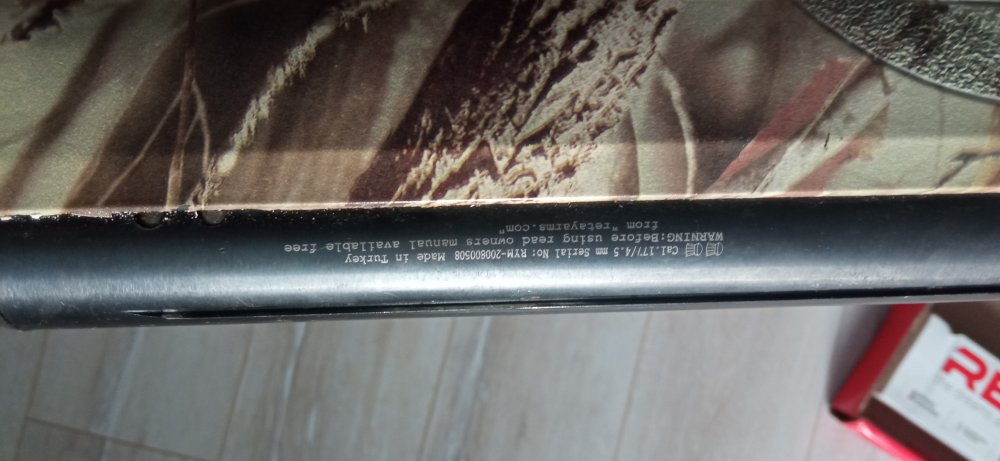 Cal.177/4.5 mm Serial No: RYM-200800508 Made in Turkey
WARNING:Before using read owners manual available free
from "retayarms.com"
RE